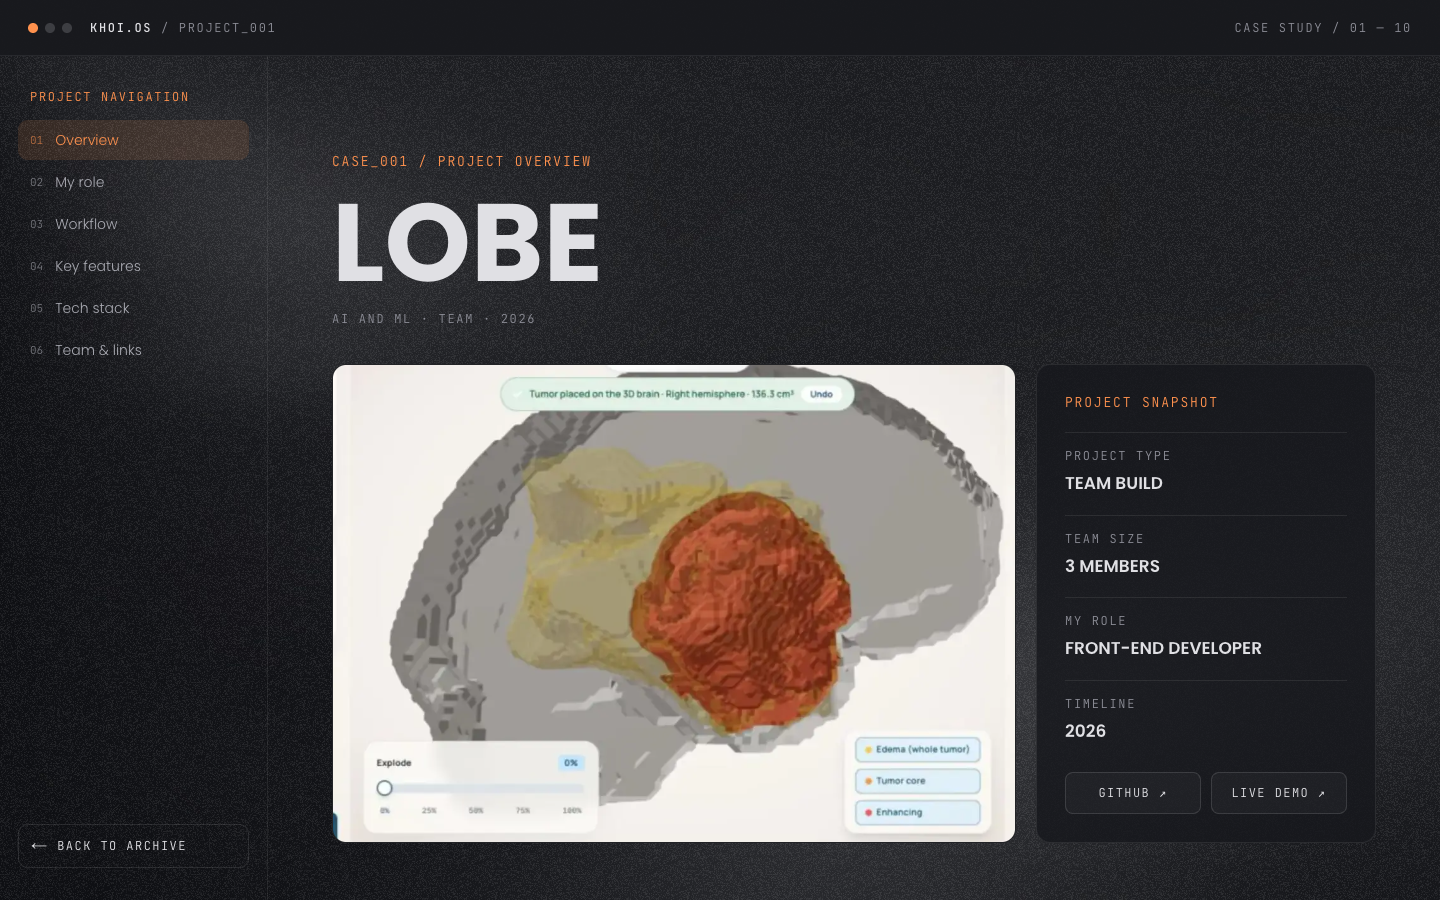 KHOI.OS / PROJECT_001
CASE STUDY / 01 — 10
PROJECT NAVIGATION
01 Overview
02 My role
03 Workflow
04 Key features
05 Tech stack
06 Team & links
← BACK TO ARCHIVE
CASE_001 / PROJECT OVERVIEW
LOBE
AI AND ML · TEAM · 2026
Tumor placed on the 3D brain · Right hemisphere · 136.3 cm³ Undo
Explode 0%
0% 25% 50% 75% 100%
Edema (whole tumor)
Tumor core
Enhancing
PROJECT SNAPSHOT
PROJECT TYPE
TEAM BUILD
TEAM SIZE
3 MEMBERS
MY ROLE
FRONT-END DEVELOPER
TIMELINE
2026
GITHUB ↗ LIVE DEMO ↗